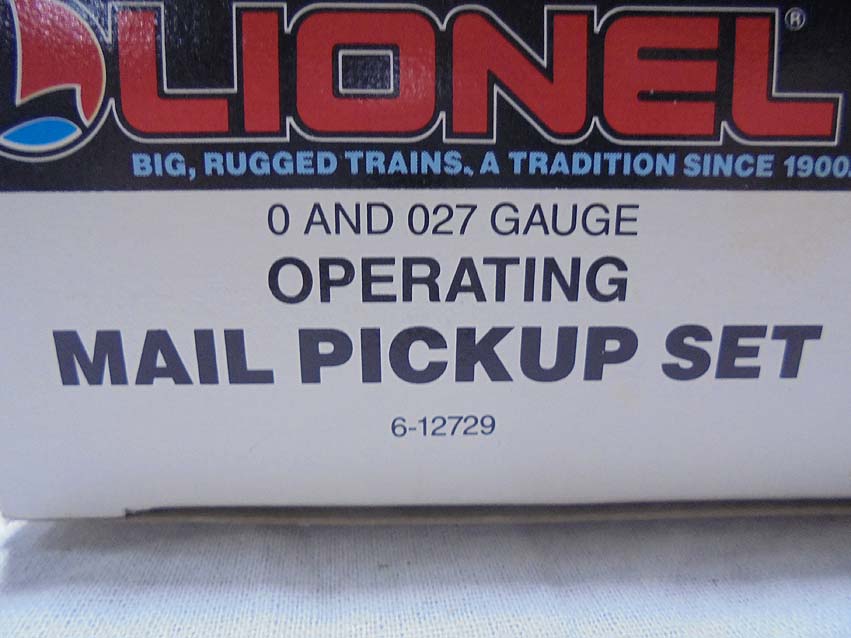 LIONEL®
BIG, RUGGED TRAINS, A TRADITION SINCE 1900.
0 AND 027 GAUGE
OPERATING
MAIL PICKUP SET
6-12729